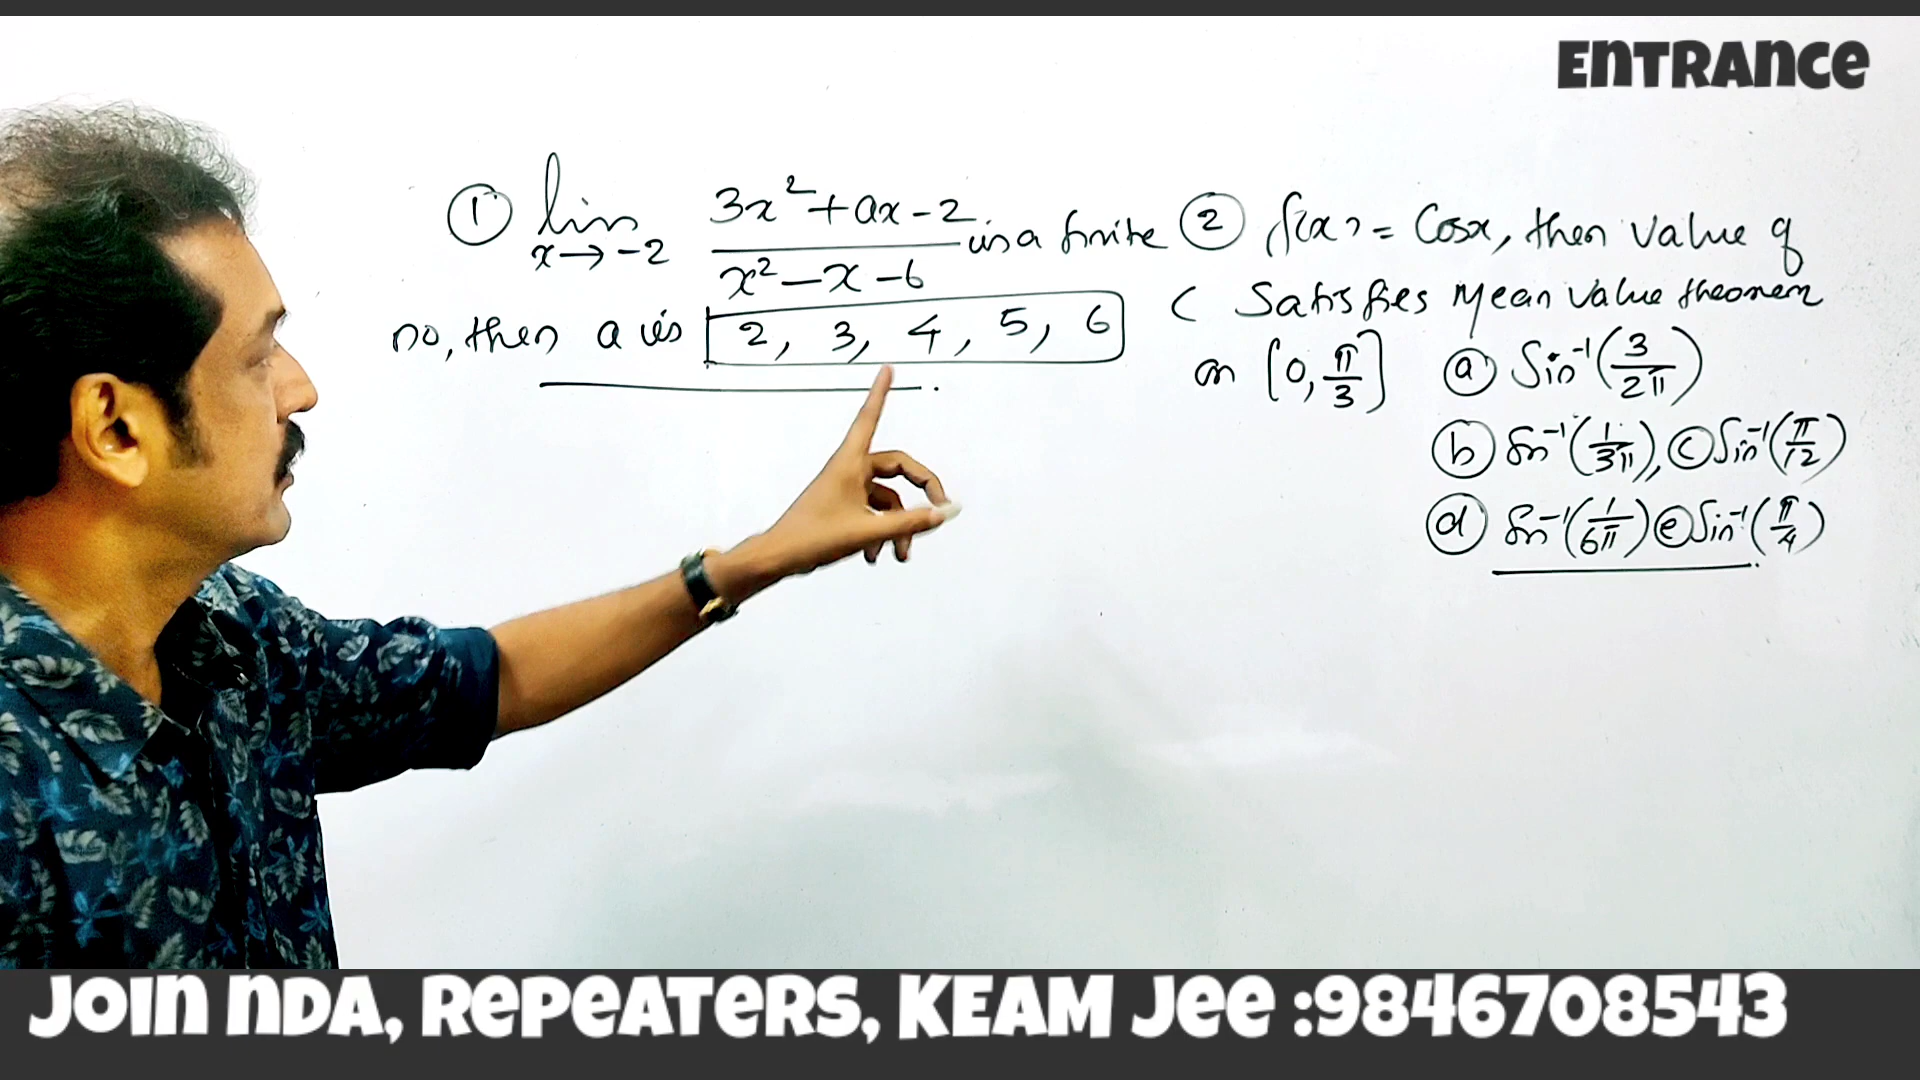 ENTRANCE
① lim x→-2 (3x²+ax-2)/(x²-x-6) is a finite
no, then a is 2, 3, 4, 5, 6
② f(x) = Cosx, then value of
C Satisfies Mean Value theorem
on [0, π/3] ⓐ Sin⁻¹(3/2π)
ⓑ Sin⁻¹(1/3π), ⓒ Sin⁻¹(π/12)
ⓓ Sin⁻¹(1/6π) ⓔ Sin⁻¹(π/4)
JOIN NDA, REPEATERS, KEAM JEE :9846708543